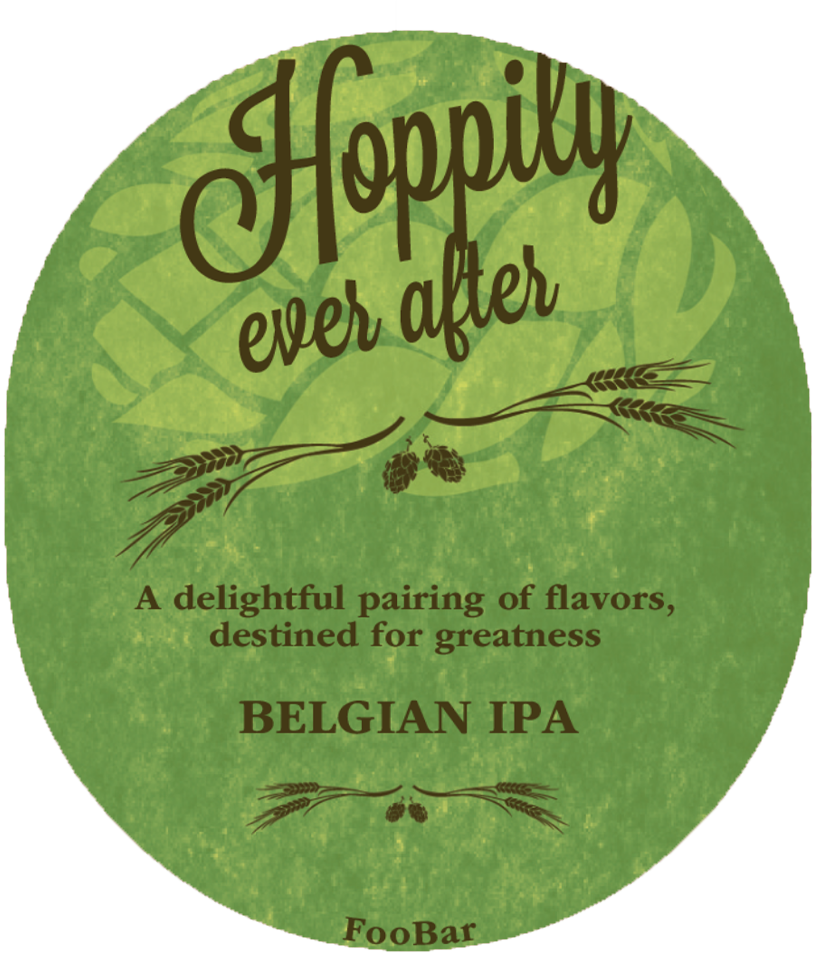 Hoppily
ever after
A delightful pairing of flavors,
destined for greatness
BELGIAN IPA
FooBar